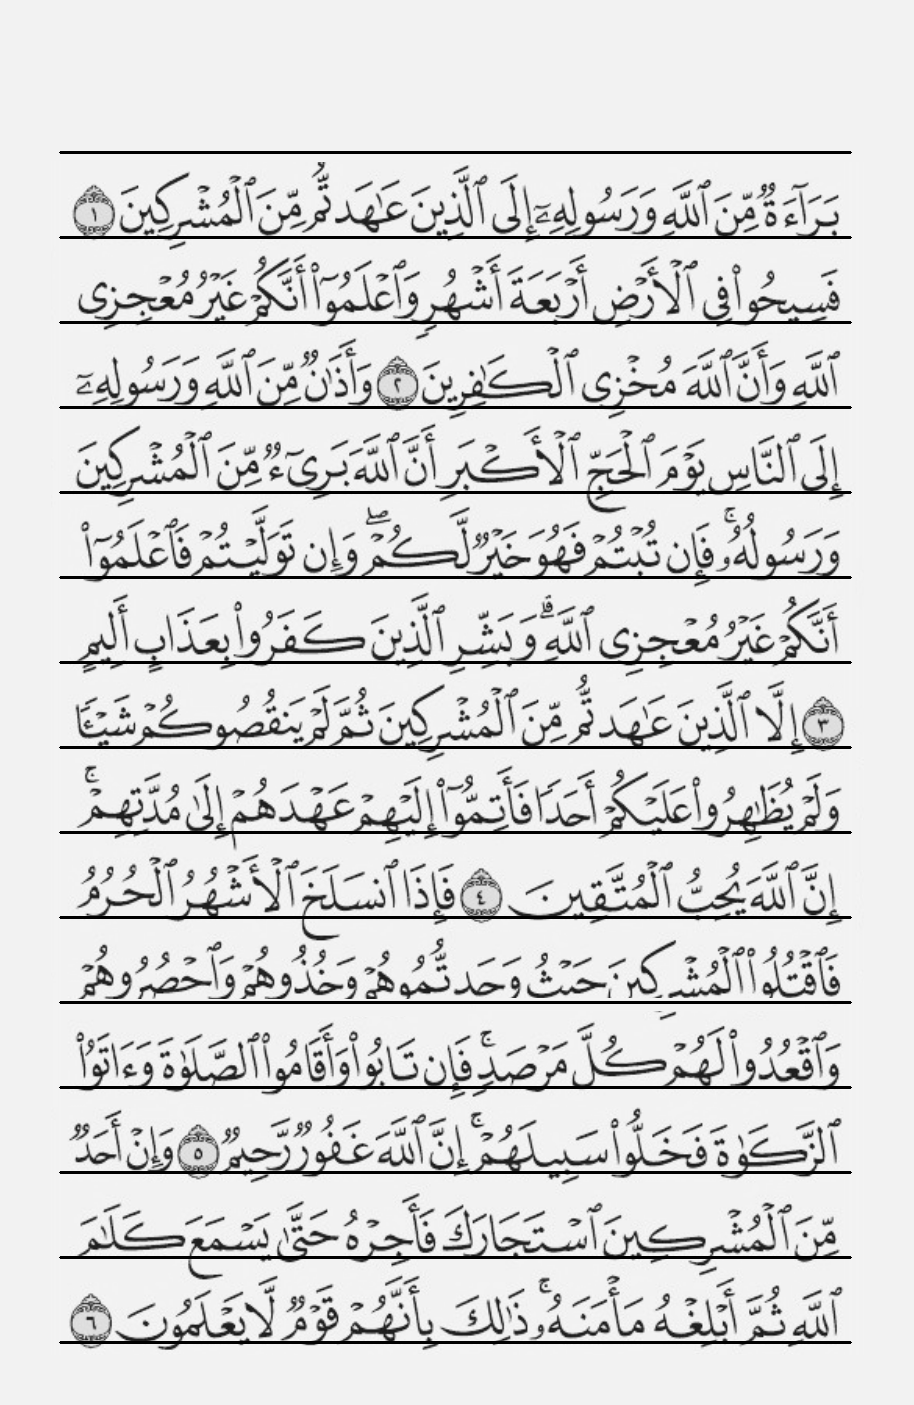 بَرَآءَةٌ مِّنَ ٱللَّهِ وَرَسُولِهِۦٓ إِلَى ٱلَّذِينَ عَٰهَدتُّم مِّنَ ٱلْمُشْرِكِينَ ١
فَسِيحُوا۟ فِى ٱلْأَرْضِ أَرْبَعَةَ أَشْهُرٍ وَٱعْلَمُوٓا۟ أَنَّكُمْ غَيْرُ مُعْجِزِى
ٱللَّهِ وَأَنَّ ٱللَّهَ مُخْزِى ٱلْكَٰفِرِينَ ٢ وَأَذَٰنٌ مِّنَ ٱللَّهِ وَرَسُولِهِۦٓ
إِلَى ٱلنَّاسِ يَوْمَ ٱلْحَجِّ ٱلْأَكْبَرِ أَنَّ ٱللَّهَ بَرِىٓءٌ مِّنَ ٱلْمُشْرِكِينَ
وَرَسُولُهُۥ ۚ فَإِن تُبْتُمْ فَهُوَ خَيْرٌ لَّكُمْ ۖ وَإِن تَوَلَّيْتُمْ فَٱعْلَمُوٓا۟
أَنَّكُمْ غَيْرُ مُعْجِزِى ٱللَّهِ ۗ وَبَشِّرِ ٱلَّذِينَ كَفَرُوا۟ بِعَذَابٍ أَلِيمٍ
٣ إِلَّا ٱلَّذِينَ عَٰهَدتُّم مِّنَ ٱلْمُشْرِكِينَ ثُمَّ لَمْ يَنقُصُوكُمْ شَيْـًٔا
وَلَمْ يُظَٰهِرُوا۟ عَلَيْكُمْ أَحَدًا فَأَتِمُّوٓا۟ إِلَيْهِمْ عَهْدَهُمْ إِلَىٰ مُدَّتِهِمْ ۚ
إِنَّ ٱللَّهَ يُحِبُّ ٱلْمُتَّقِينَ ٤ فَإِذَا ٱنسَلَخَ ٱلْأَشْهُرُ ٱلْحُرُمُ
فَٱقْتُلُوا۟ ٱلْمُشْرِكِينَ حَيْثُ وَجَدتُّمُوهُمْ وَخُذُوهُمْ وَٱحْصُرُوهُمْ
وَٱقْعُدُوا۟ لَهُمْ كُلَّ مَرْصَدٍ ۚ فَإِن تَابُوا۟ وَأَقَامُوا۟ ٱلصَّلَوٰةَ وَءَاتَوُا۟
ٱلزَّكَوٰةَ فَخَلُّوا۟ سَبِيلَهُمْ ۚ إِنَّ ٱللَّهَ غَفُورٌ رَّحِيمٌ ٥ وَإِنْ أَحَدٌ
مِّنَ ٱلْمُشْرِكِينَ ٱسْتَجَارَكَ فَأَجِرْهُ حَتَّىٰ يَسْمَعَ كَلَٰمَ
ٱللَّهِ ثُمَّ أَبْلِغْهُ مَأْمَنَهُۥ ۚ ذَٰلِكَ بِأَنَّهُمْ قَوْمٌ لَّا يَعْلَمُونَ ٦